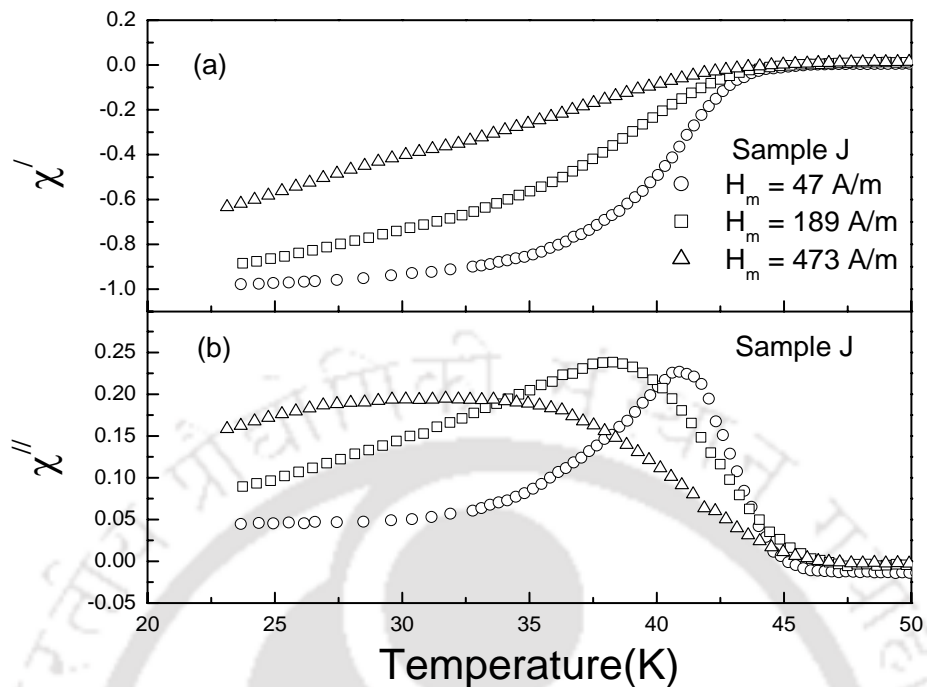 0.2
0.0
-0.2
-0.4
-0.6
-0.8
-1.0
χ/
(a)
Sample J
○ H_m = 47 A/m
□ H_m = 189 A/m
△ H_m = 473 A/m
0.25
0.20
0.15
0.10
0.05
0.00
-0.05
χ//
(b)
Sample J
20 25 30 35 40 45 50
Temperature(K)